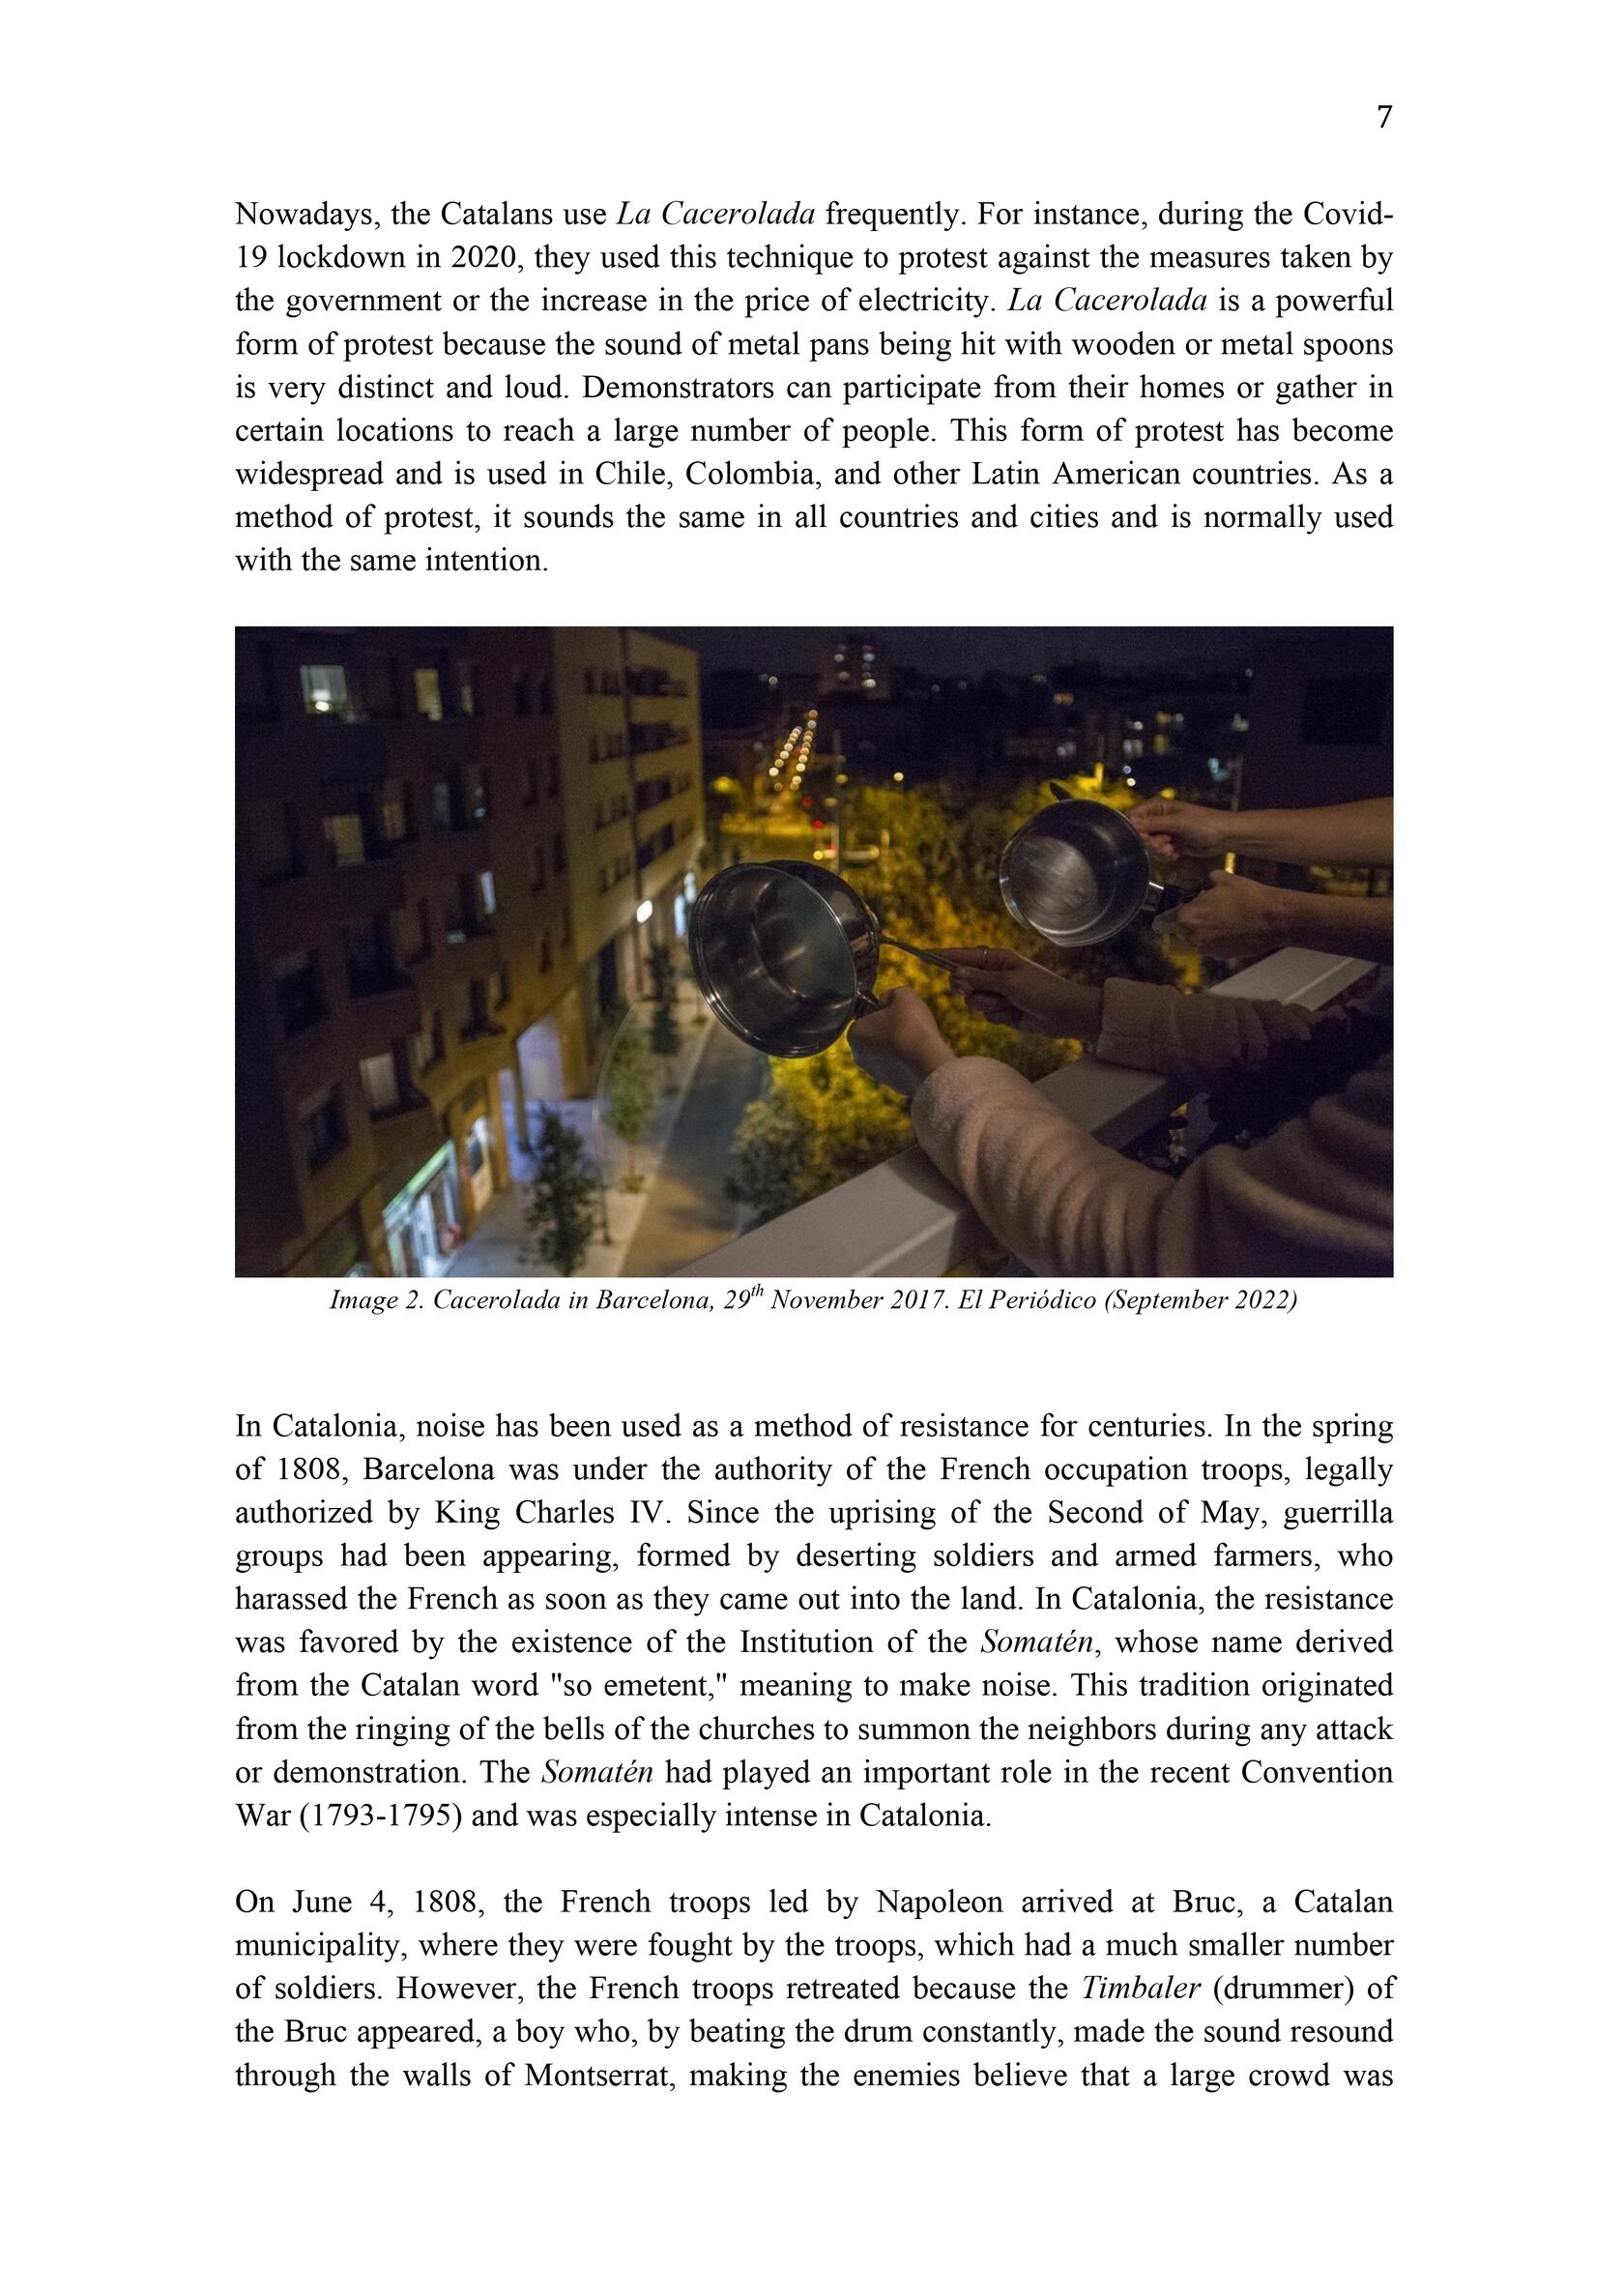 7
Nowadays, the Catalans use La Cacerolada frequently. For instance, during the Covid-
19 lockdown in 2020, they used this technique to protest against the measures taken by
the government or the increase in the price of electricity. La Cacerolada is a powerful
form of protest because the sound of metal pans being hit with wooden or metal spoons
is very distinct and loud. Demonstrators can participate from their homes or gather in
certain locations to reach a large number of people. This form of protest has become
widespread and is used in Chile, Colombia, and other Latin American countries. As a
method of protest, it sounds the same in all countries and cities and is normally used
with the same intention.
Image 2. Cacerolada in Barcelona, 29th November 2017. El Periódico (September 2022)
In Catalonia, noise has been used as a method of resistance for centuries. In the spring
of 1808, Barcelona was under the authority of the French occupation troops, legally
authorized by King Charles IV. Since the uprising of the Second of May, guerrilla
groups had been appearing, formed by deserting soldiers and armed farmers, who
harassed the French as soon as they came out into the land. In Catalonia, the resistance
was favored by the existence of the Institution of the Somatén, whose name derived
from the Catalan word "so emetent," meaning to make noise. This tradition originated
from the ringing of the bells of the churches to summon the neighbors during any attack
or demonstration. The Somatén had played an important role in the recent Convention
War (1793-1795) and was especially intense in Catalonia.
On June 4, 1808, the French troops led by Napoleon arrived at Bruc, a Catalan
municipality, where they were fought by the troops, which had a much smaller number
of soldiers. However, the French troops retreated because the Timbaler (drummer) of
the Bruc appeared, a boy who, by beating the drum constantly, made the sound resound
through the walls of Montserrat, making the enemies believe that a large crowd was